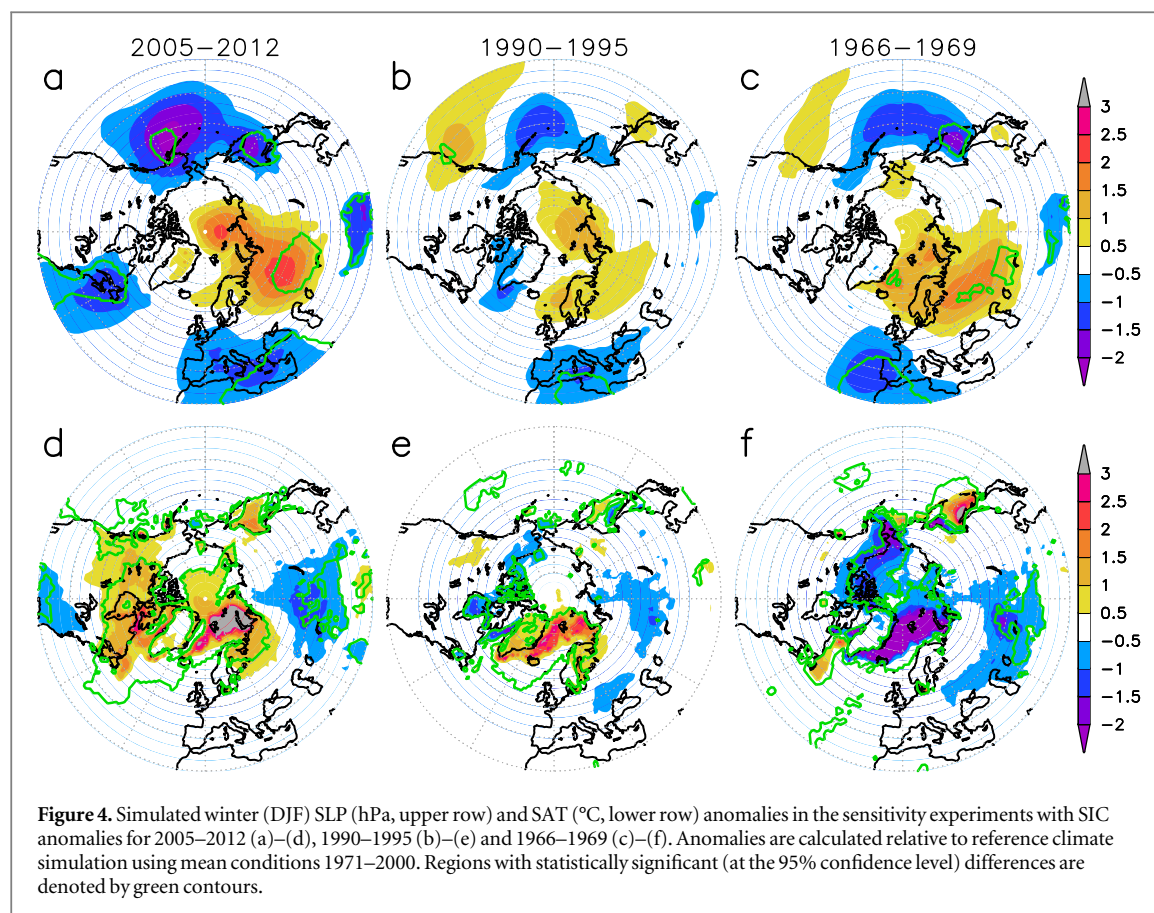 2005–2012
1990–1995
1966–1969
a
b
c
3
2.5
2
1.5
1
0.5
-0.5
-1
-1.5
-2
d
e
f
3
2.5
2
1.5
1
0.5
-0.5
-1
-1.5
-2
Figure 4. Simulated winter (DJF) SLP (hPa, upper row) and SAT (°C, lower row) anomalies in the sensitivity experiments with SIC
anomalies for 2005–2012 (a)–(d), 1990–1995 (b)–(e) and 1966–1969 (c)–(f). Anomalies are calculated relative to reference climate
simulation using mean conditions 1971–2000. Regions with statistically significant (at the 95% confidence level) differences are
denoted by green contours.